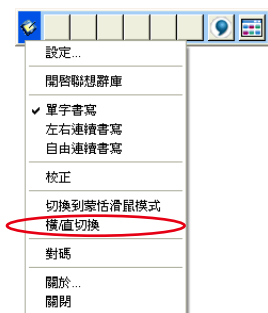 設定...
開啟聯想辭庫
單字書寫
左右連續書寫
自由連續書寫
校正
切換到蒙恬滑鼠模式
橫/直切換
對碼
關於...
關閉